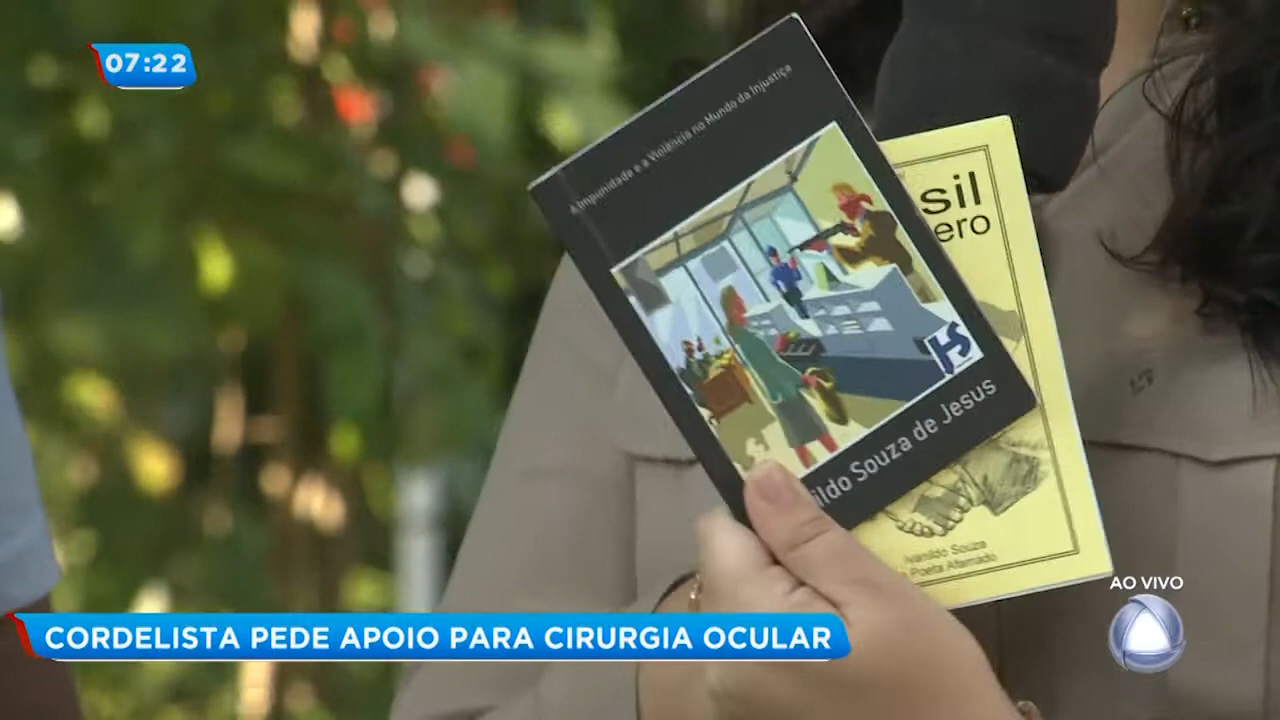 07:22
A Impunidade e a Violência no Mundo da Injustiça
HS
ildo Souza de Jesus
sil
ero
Ivanildo Souza
Poeta Afamado
AO VIVO
CORDELISTA PEDE APOIO PARA CIRURGIA OCULAR